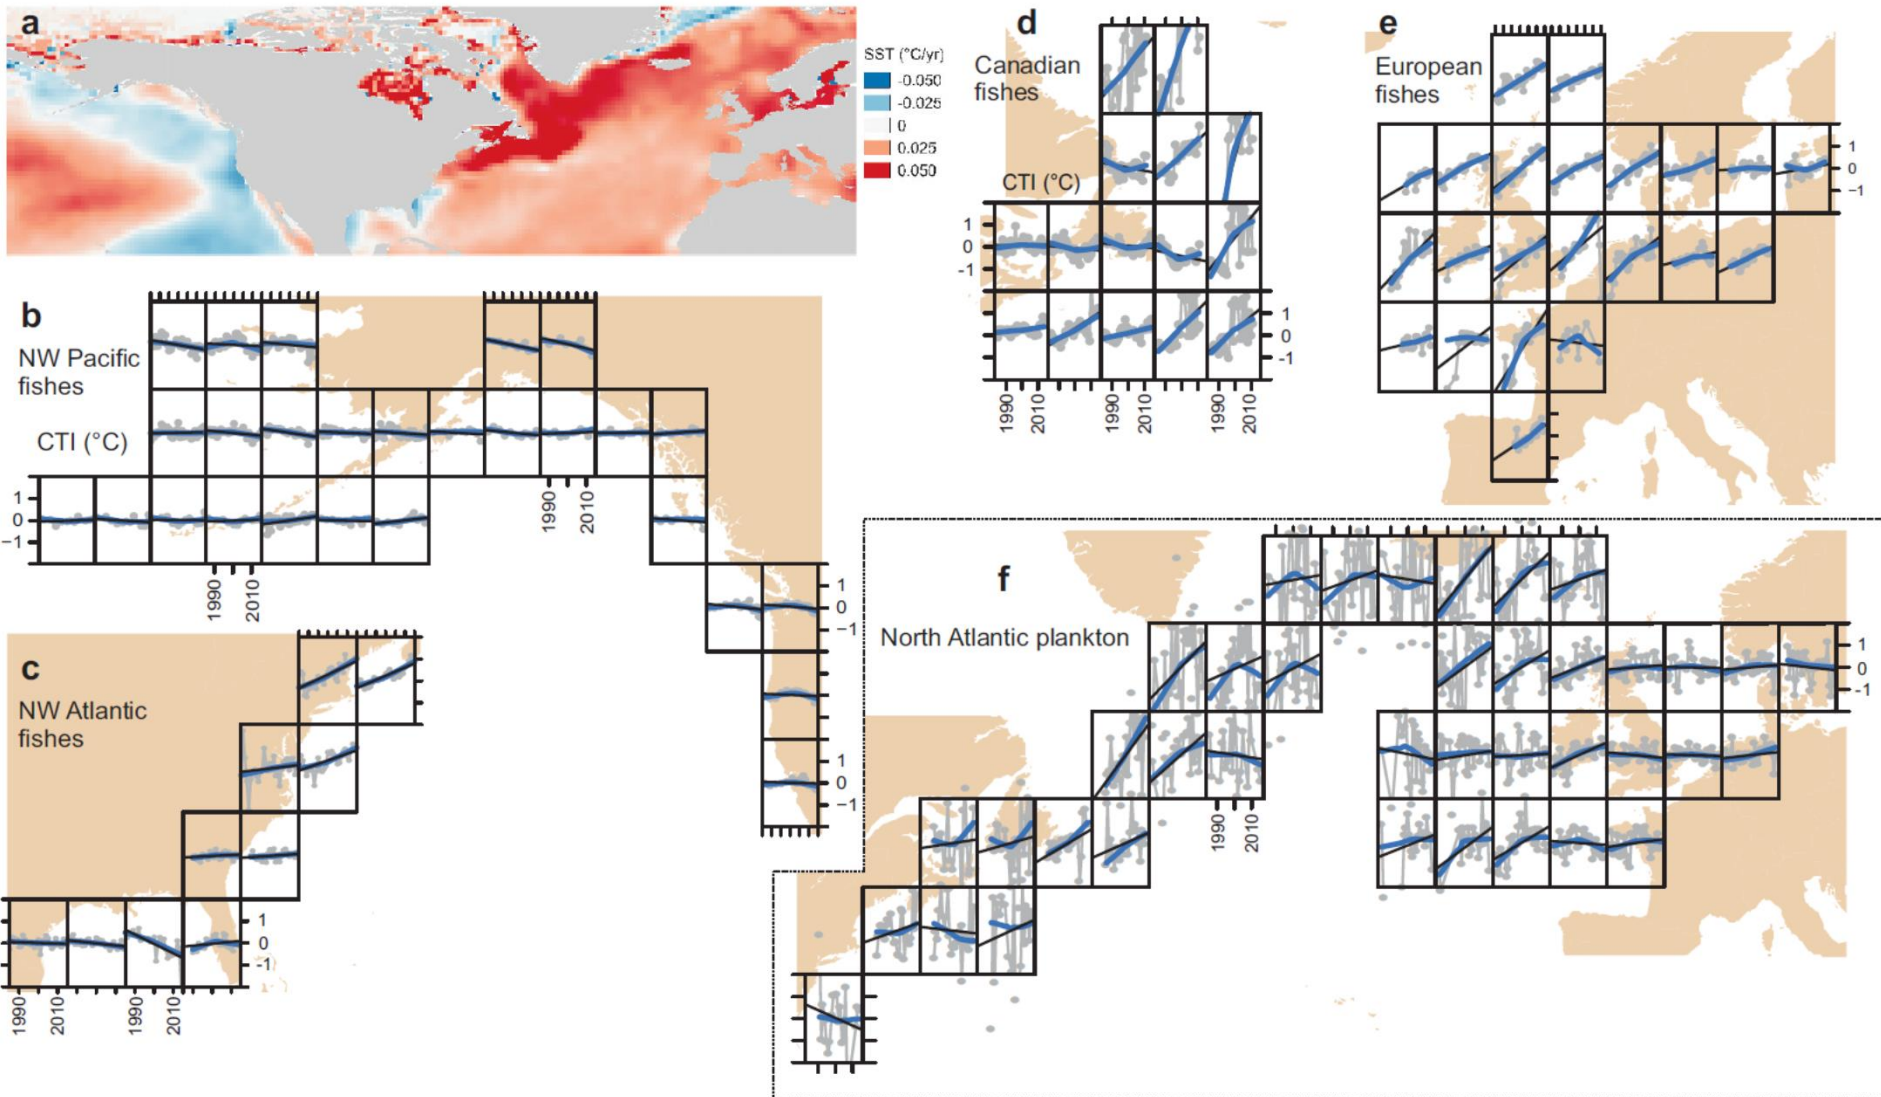 a
SST (°C/yr)
-0.050
-0.025
0
0.025
0.050
b
NW Pacific
fishes
CTI (°C)
1
0
−1
1990
2010
1990
2010
1
0
−1
1
0
−1
c
NW Atlantic
fishes
1
0
-1
1990
2010
1990
2010
d
Canadian
fishes
CTI (°C)
1
0
-1
1
0
-1
1990
2010
1990
2010
1990
2010
e
European
fishes
1
0
−1
f
North Atlantic plankton
1
0
-1
1990
2010